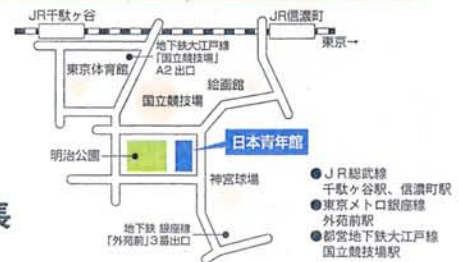 JR千駄ヶ谷
JR信濃町
東京→
地下鉄大江戸線
「国立競技場」
A2出口
東京体育館
絵画館
国立競技場
日本青年館
明治公園
神宮球場
地下鉄 銀座線
「外苑前」3番出口
●JR総武線
千駄ヶ谷駅、信濃町駅
●東京メトロ銀座線
外苑前駅
●都営地下鉄大江戸線
国立競技場駅
長